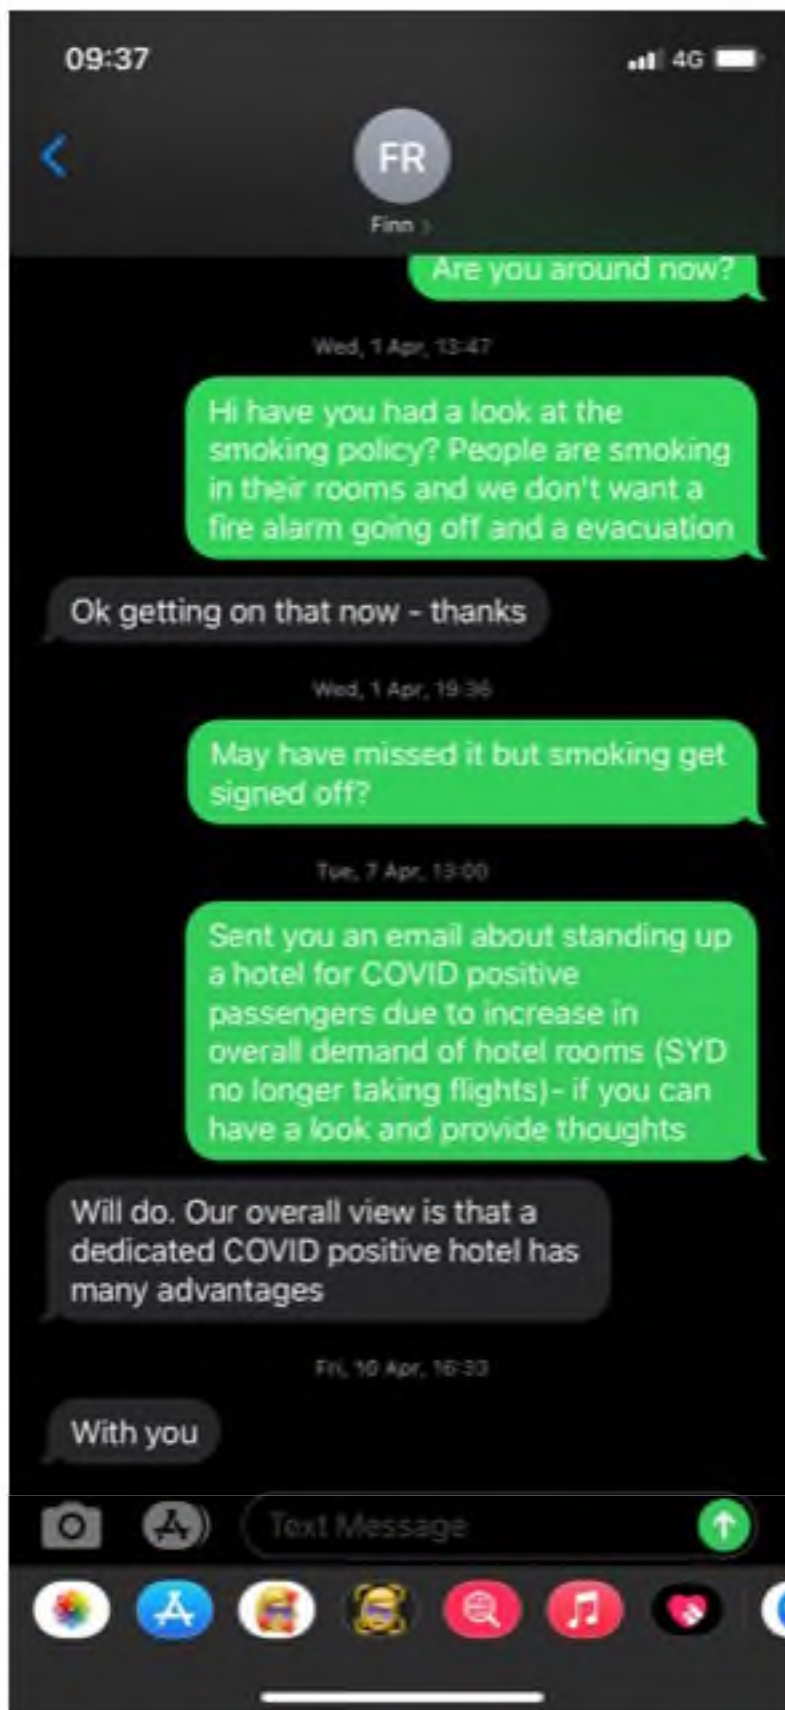 09:37
4G
FR
Finn
Are you around now?
Wed, 1 Apr, 13:47
Hi have you had a look at the
smoking policy? People are smoking
in their rooms and we don't want a
fire alarm going off and a evacuation
Ok getting on that now - thanks
Wed, 1 Apr, 19:36
May have missed it but smoking get
signed off?
Tue, 7 Apr, 13:00
Sent you an email about standing up
a hotel for COVID positive
passengers due to increase in
overall demand of hotel rooms (SYD
no longer taking flights)- if you can
have a look and provide thoughts
Will do. Our overall view is that a
dedicated COVID positive hotel has
many advantages
Fri, 10 Apr, 16:33
With you
Text Message